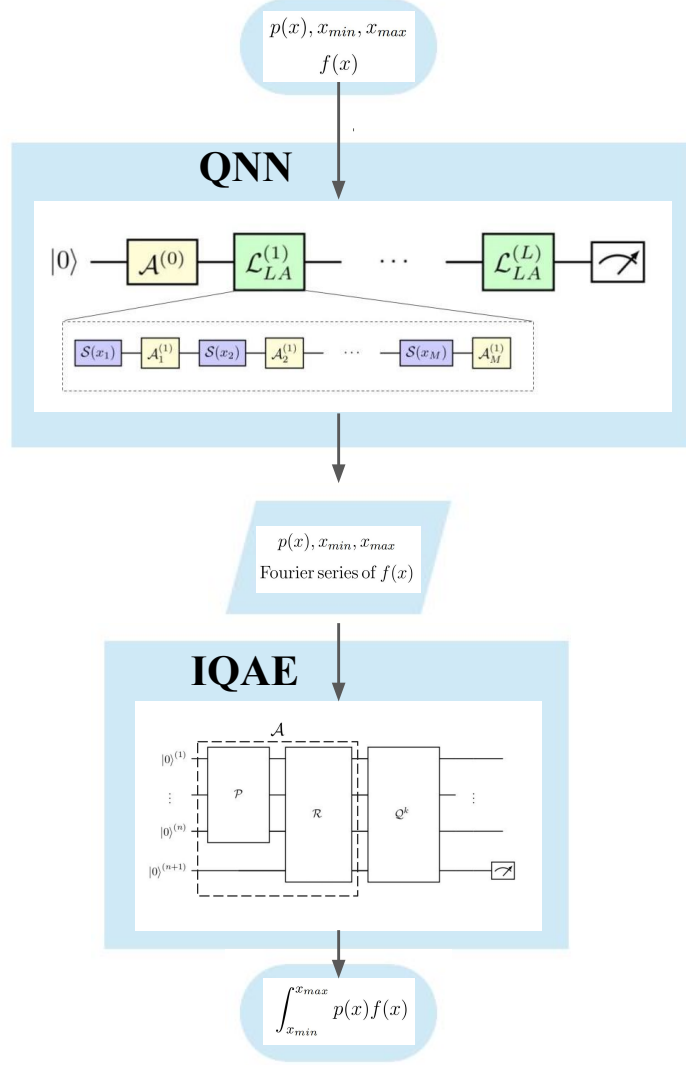 p(x), x_{min}, x_{max}
f(x)
QNN
|0⟩ 𝒜^{(0)} ℒ_{LA}^{(1)} ⋯ ℒ_{LA}^{(L)}
𝒮(x_1) 𝒜_1^{(1)} 𝒮(x_2) 𝒜_2^{(1)} ⋯ 𝒮(x_M) 𝒜_M^{(1)}
p(x), x_{min}, x_{max}
Fourier series of f(x)
IQAE
𝒜
|0⟩^{(1)}
⋮ 𝒫 ⋮
ℛ 𝒬^k
|0⟩^{(n)}
|0⟩^{(n+1)}
∫_{x_{min}}^{x_{max}} p(x)f(x)